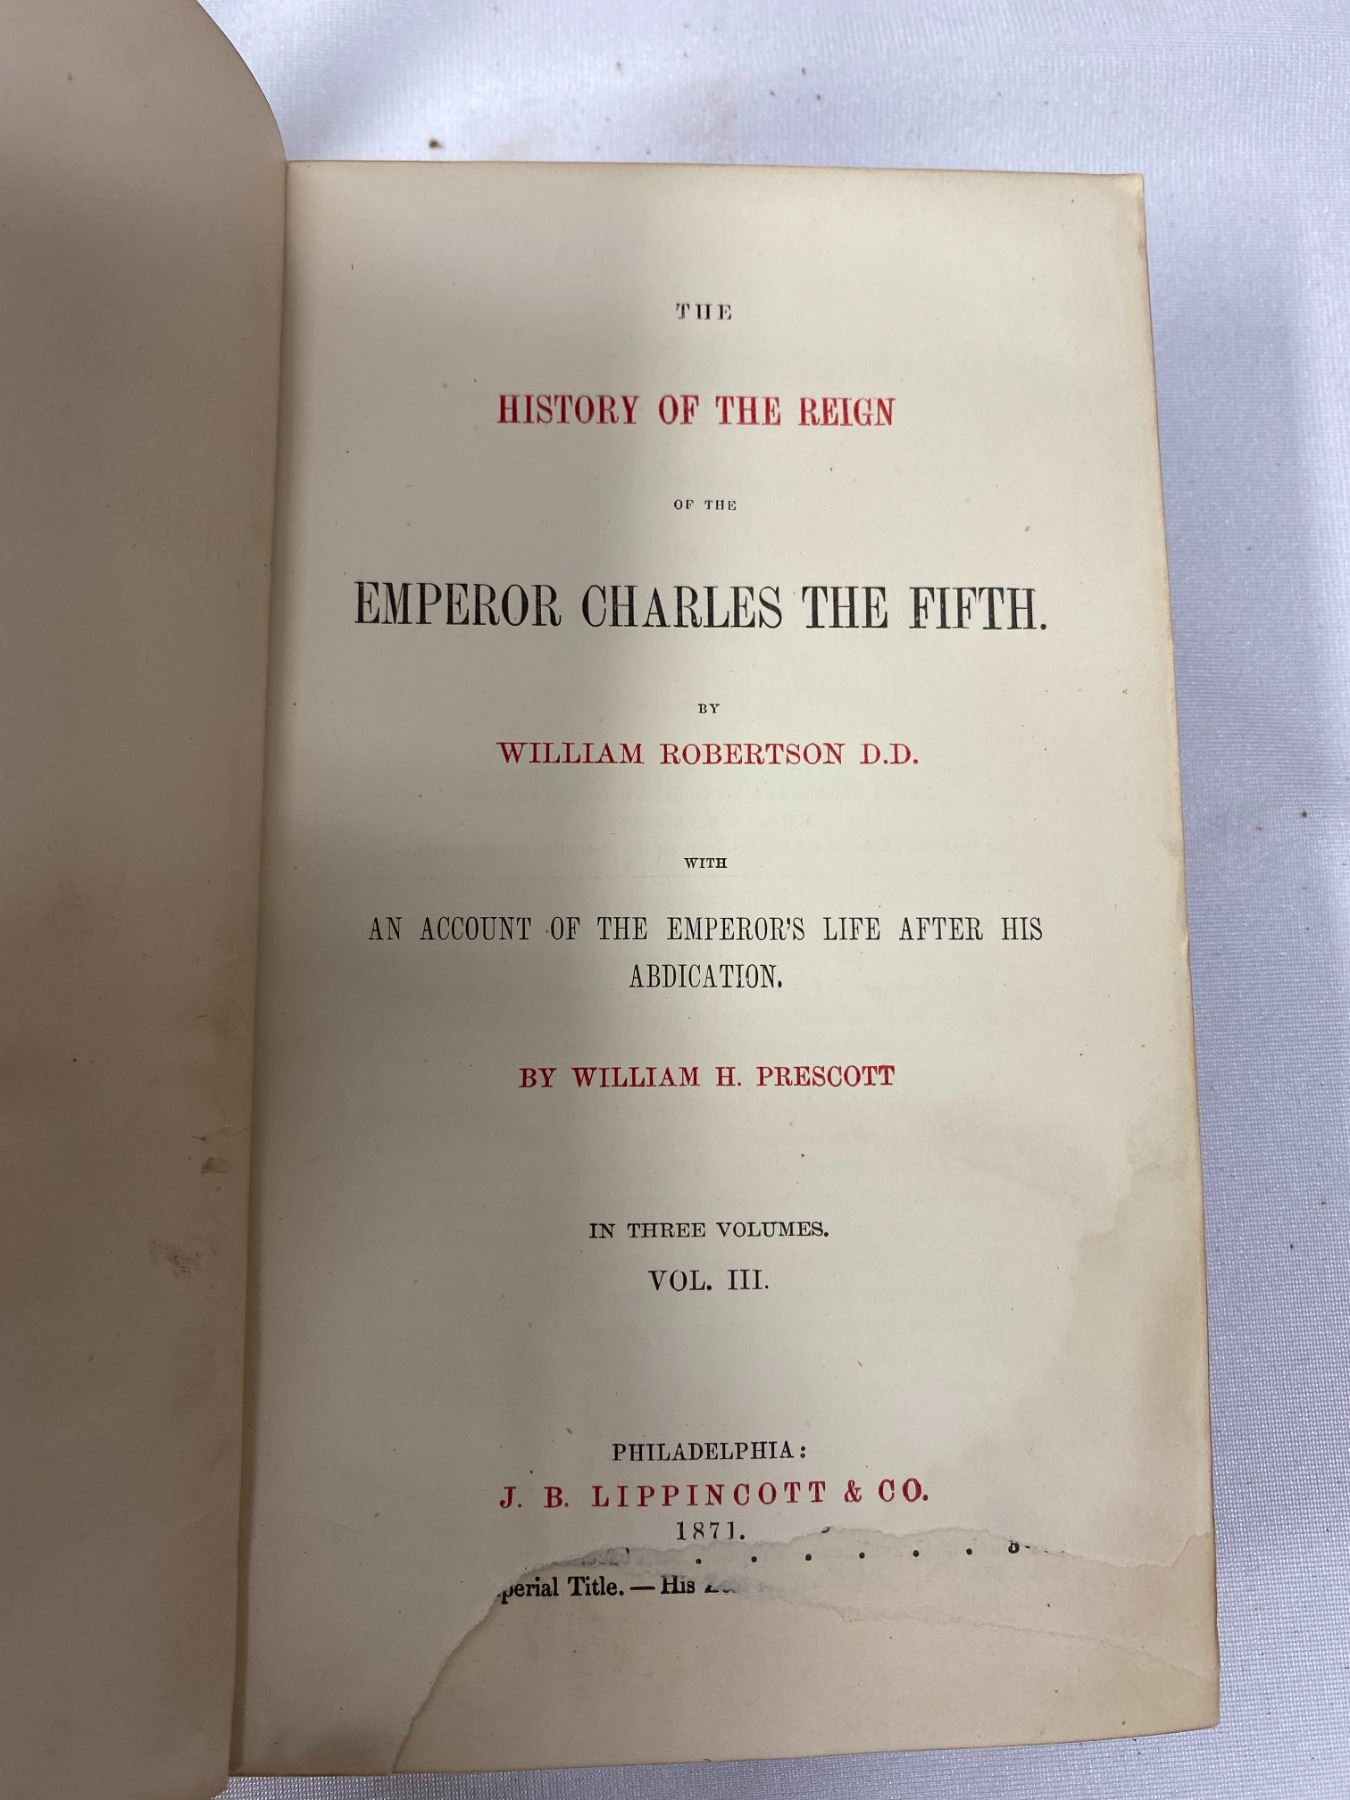 THE
HISTORY OF THE REIGN
OF THE
EMPEROR CHARLES THE FIFTH.
BY
WILLIAM ROBERTSON D.D.
WITH
AN ACCOUNT OF THE EMPEROR'S LIFE AFTER HIS
ABDICATION.
BY WILLIAM H. PRESCOTT
IN THREE VOLUMES.
VOL. III.
PHILADELPHIA:
J. B. LIPPINCOTT & CO.
1871.
. . . . . .
perial Title. — His